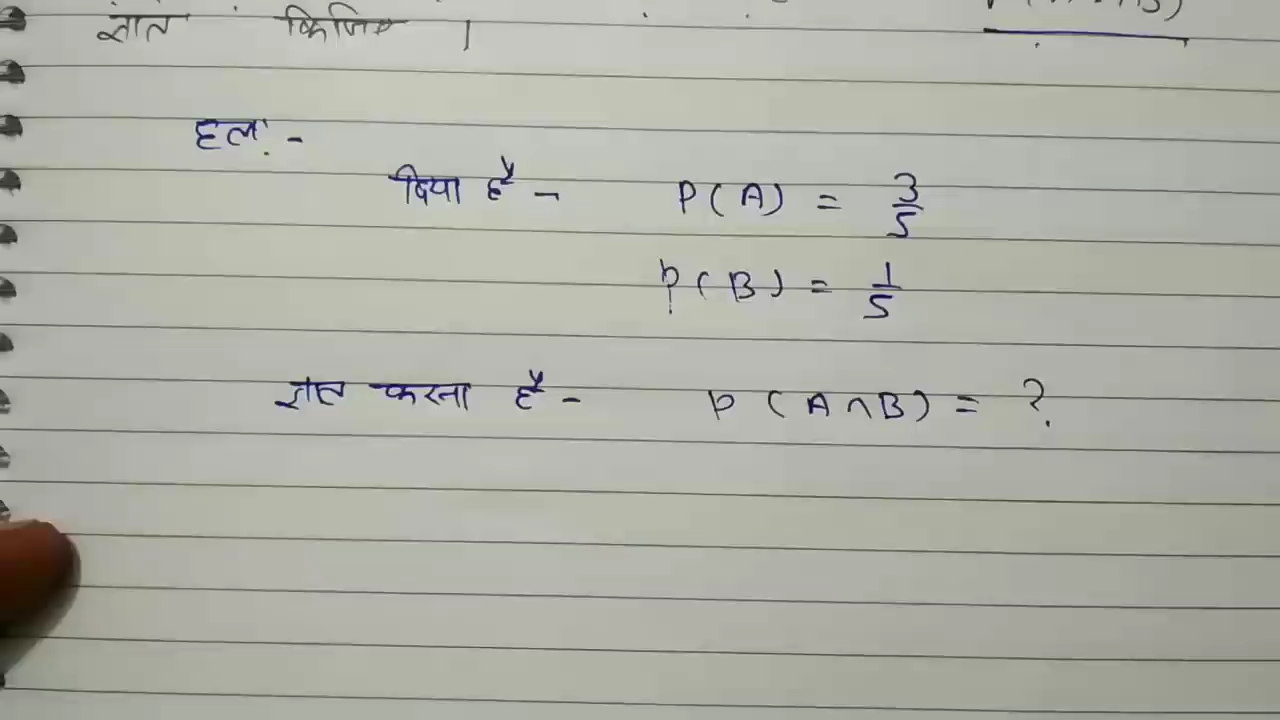 ज्ञात किजिए ।
हल:-
दिया है - P(A) = 3/5
P(B) = 1/5
ज्ञात करना है - P(A∩B) = ?